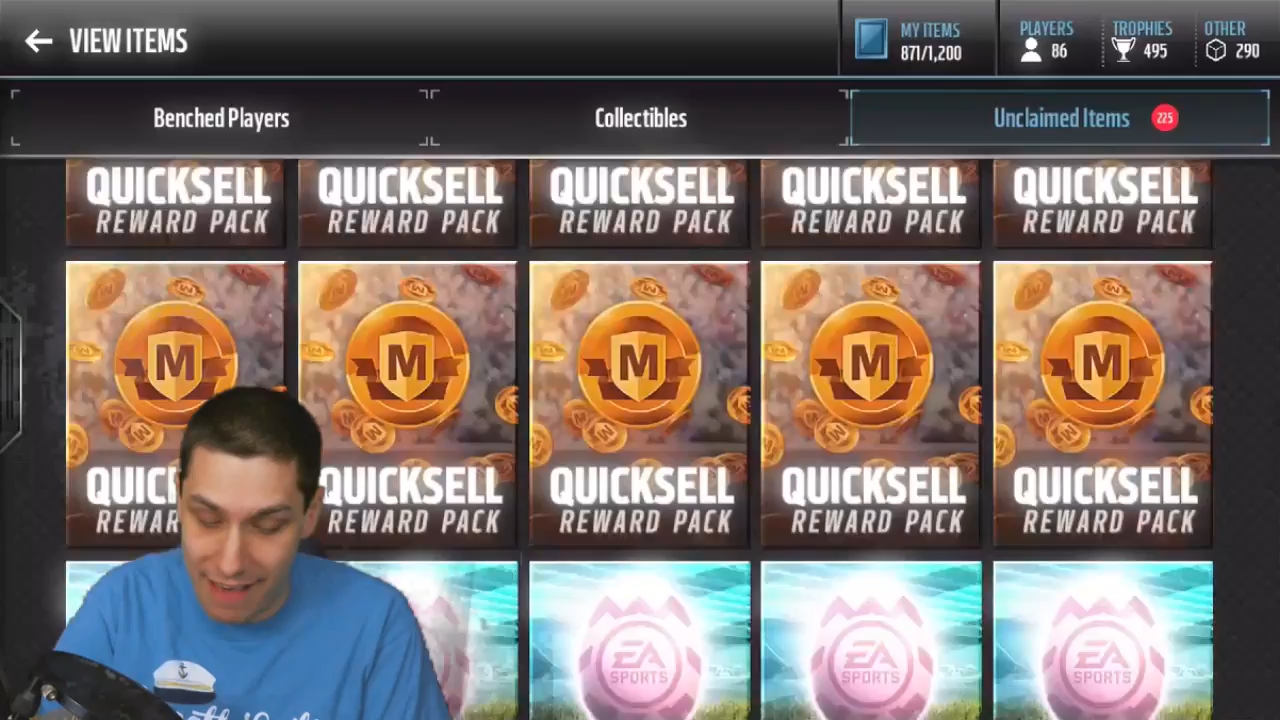 VIEW ITEMS
MY ITEMS
871/1,200
PLAYERS
86
TROPHIES
495
OTHER
290
Benched Players
Collectibles
Unclaimed Items 225
QUICKSELL QUICKSELL QUICKSELL QUICKSELL QUICKSELL
REWARD PACK REWARD PACK REWARD PACK REWARD PACK REWARD PACK
M M M M M
QUICK QUICKSELL QUICKSELL QUICKSELL QUICKSELL
REWAR REWARD PACK REWARD PACK REWARD PACK REWARD PACK
EA EA EA
SPORTS SPORTS SPORTS